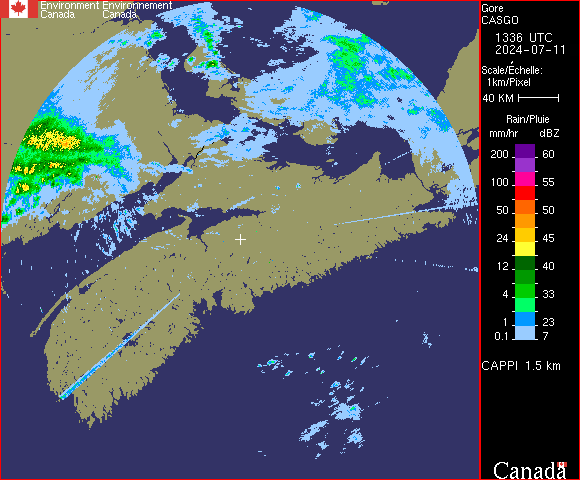 Environment Environnement
Canada Canada
Gore
CASGO
1336 UTC
2024-07-11
Scale/Échelle:
1km/Pixel
40 KM
Rain/Pluie
mm/hr dBZ
200 60
100 55
50 50
24 45
12 40
4 33
1 23
0.1 7
CAPPI 1.5 km
Canada